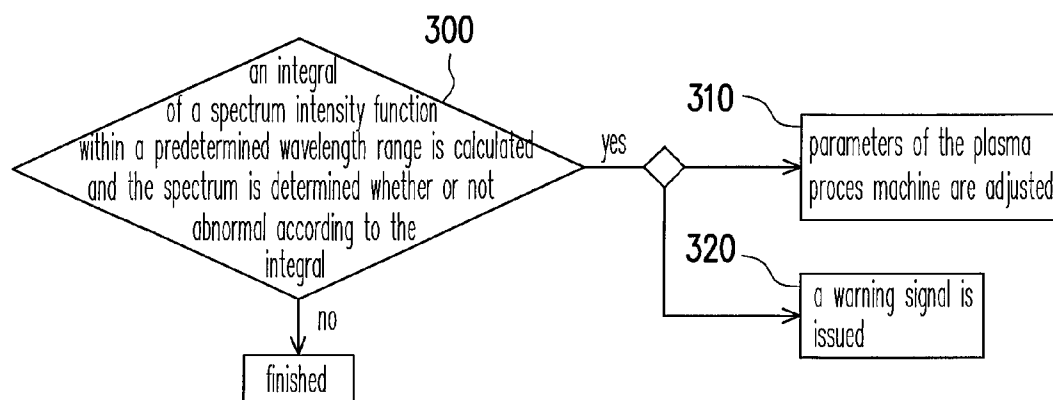 300
an integral
of a spectrum intensity function
within a predetermined wavelength range is calculated
and the spectrum is determined whether or not
abnormal according to the
integral
yes
310
parameters of the plasma
proces machine are adjusted
320
a warning signal is
issued
no
finished